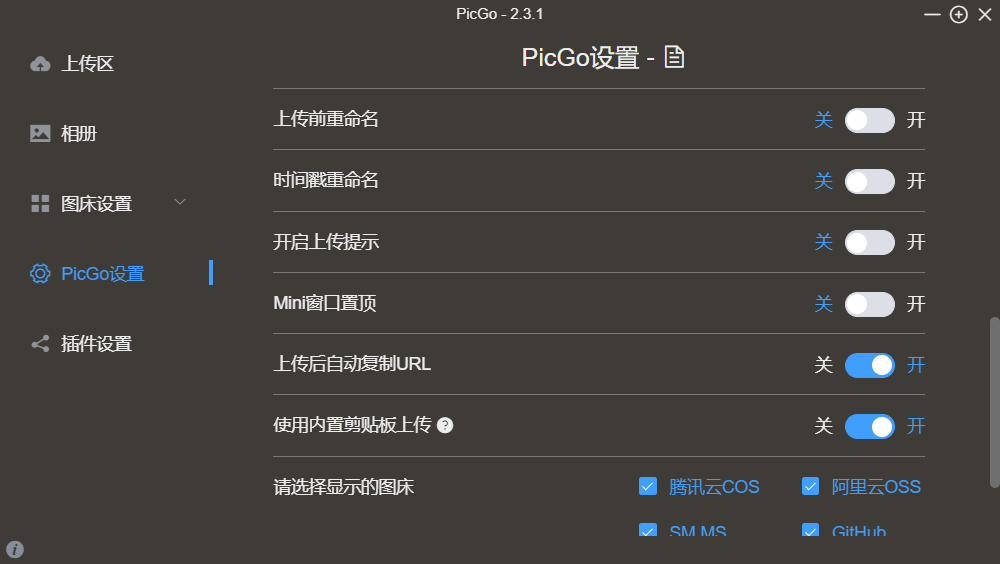 PicGo - 2.3.1
上传区
相册
图床设置
PicGo设置
插件设置
PicGo设置 -
上传前重命名 关 开
时间戳重命名 关 开
开启上传提示 关 开
Mini窗口置顶 关 开
上传后自动复制URL 关 开
使用内置剪贴板上传 ? 关 开
请选择显示的图床 腾讯云COS 阿里云OSS
SM.MS GitHub